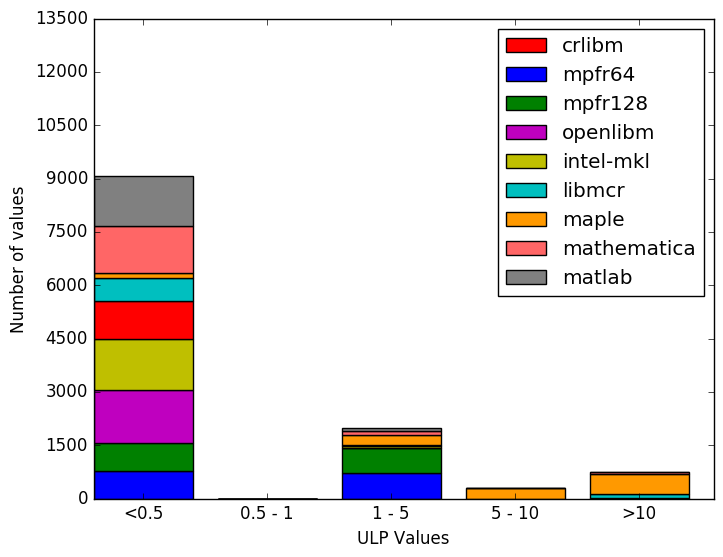 13500
12000
10500
9000
7500
6000
4500
3000
1500
0
Number of values
<0.5
0.5 - 1
1 - 5
5 - 10
>10
ULP Values
crlibm
mpfr64
mpfr128
openlibm
intel-mkl
libmcr
maple
mathematica
matlab